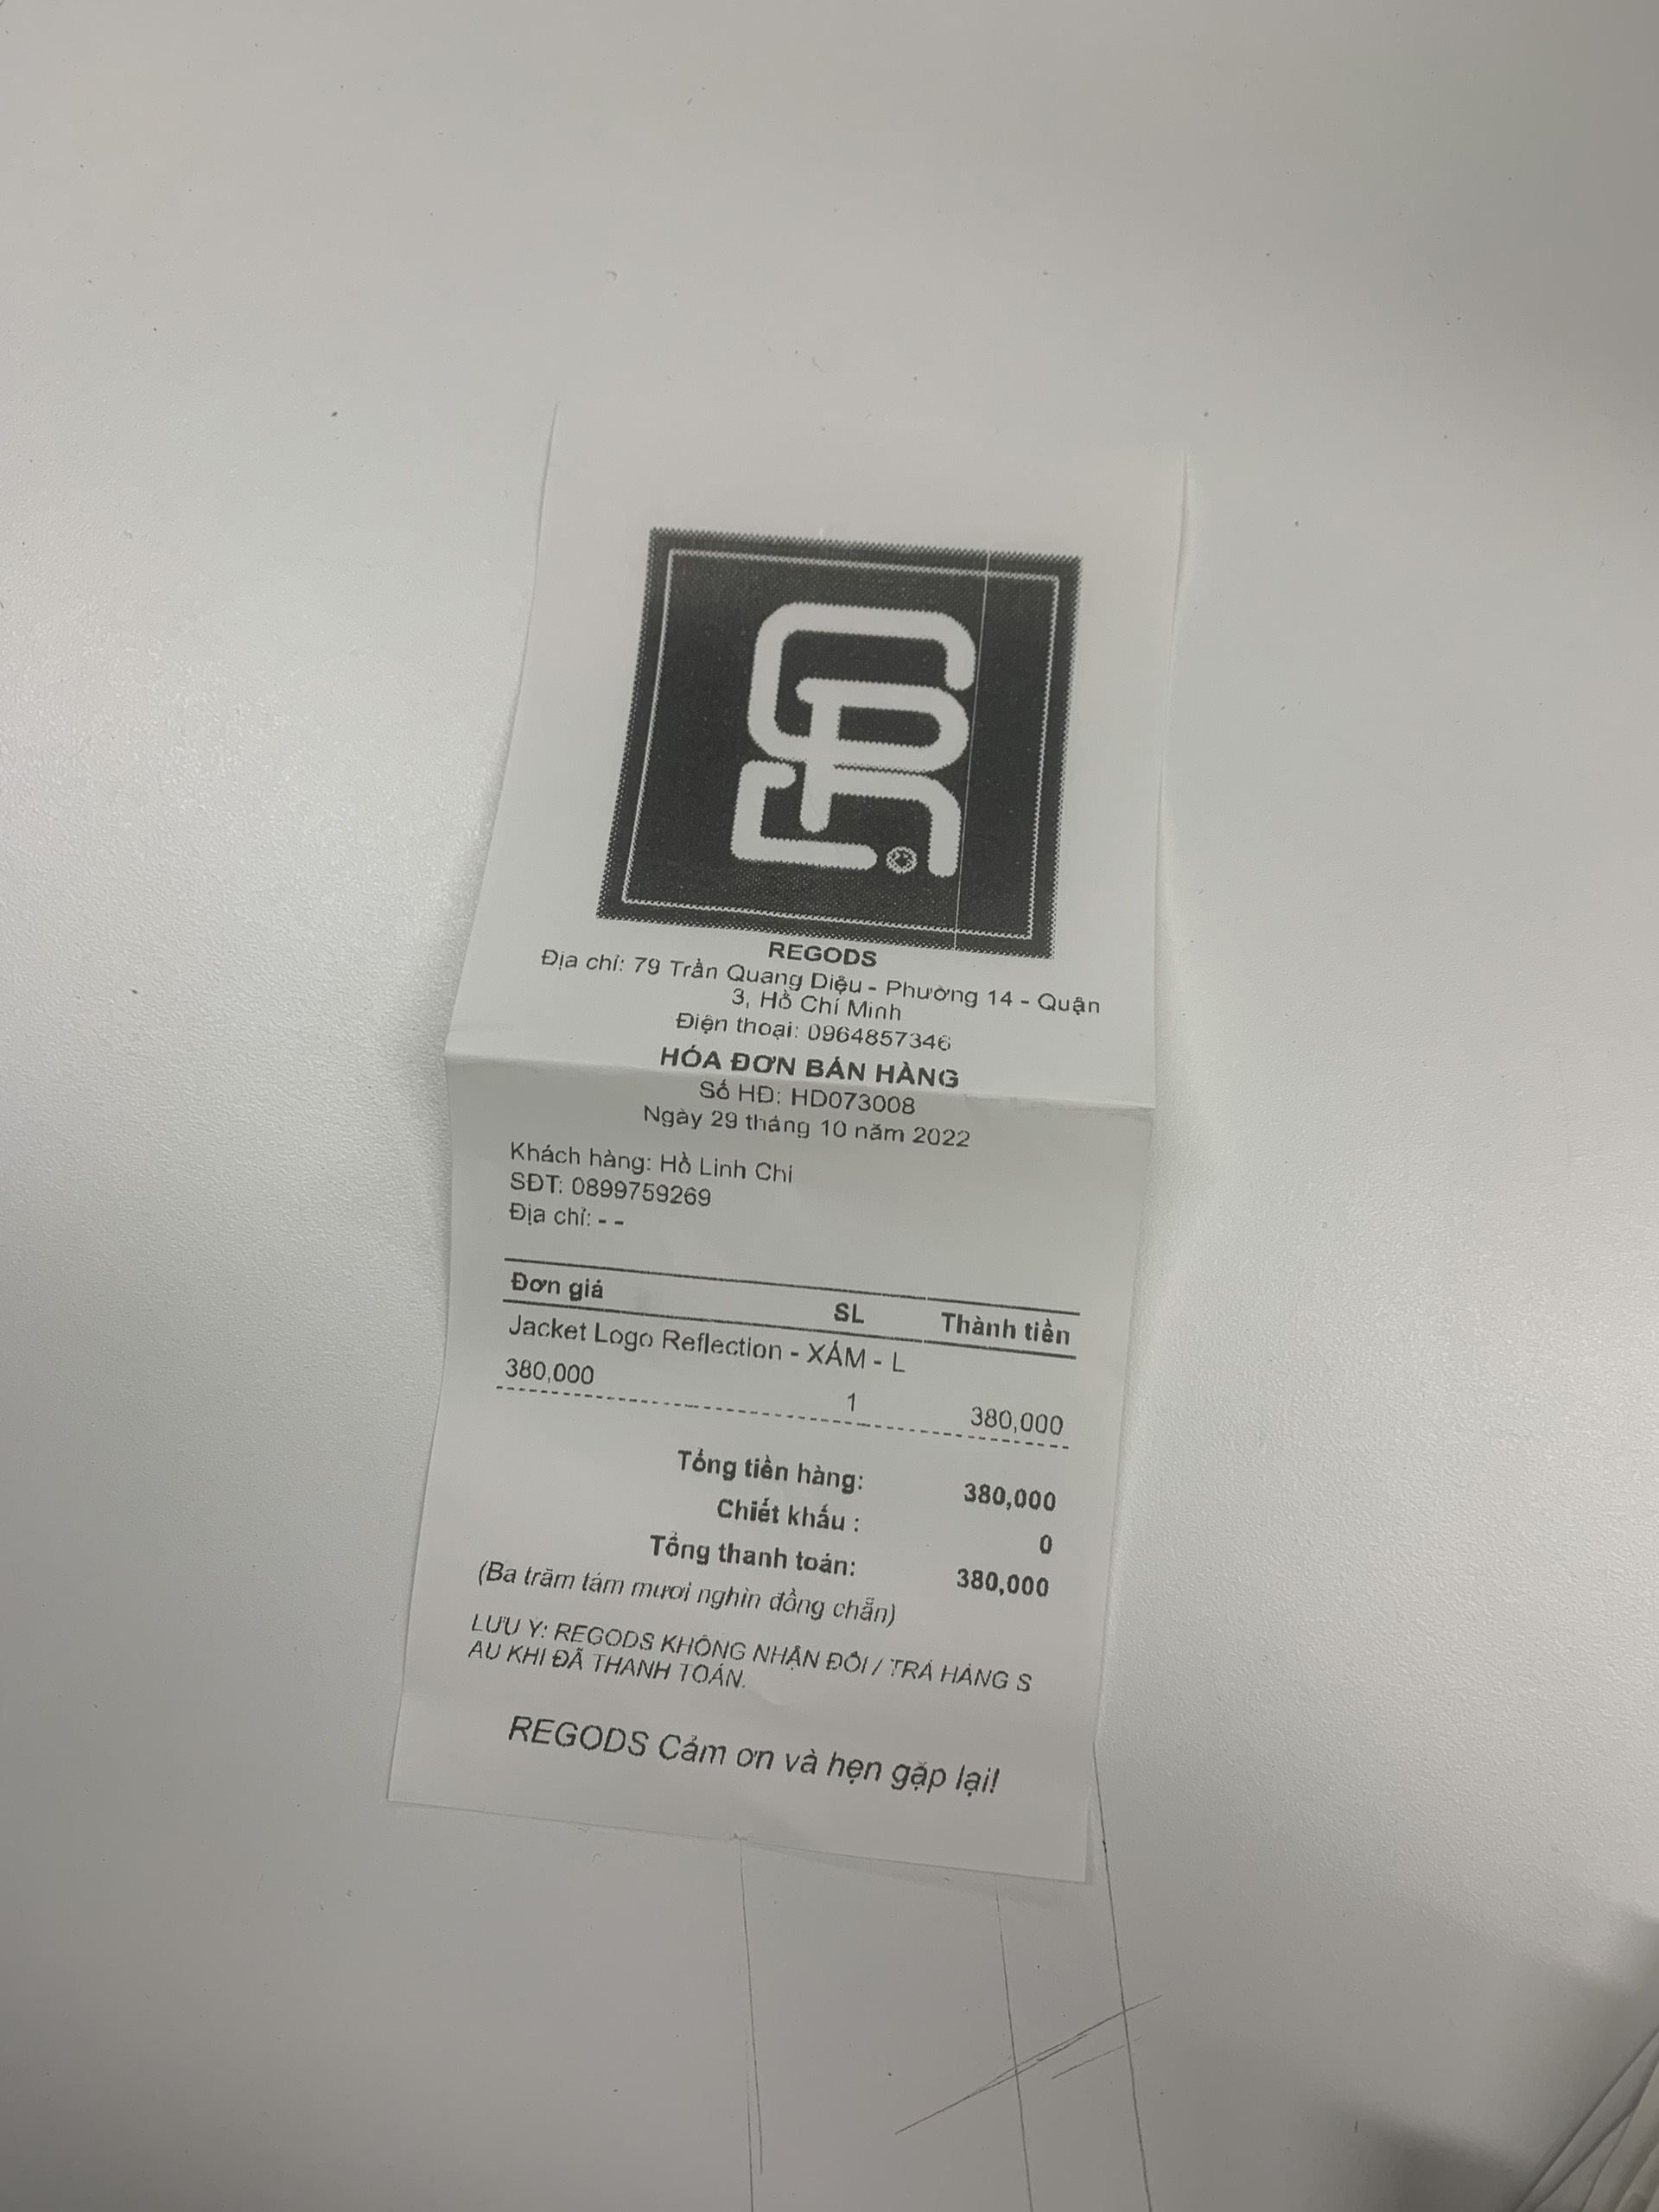 REGODS
Địa chỉ: 79 Trần Quang Diệu - Phường 14 - Quận
3, Hồ Chí Minh
Điện thoại: 0964857346
HÓA ĐƠN BÁN HÀNG
Số HĐ: HD073008
Ngày 29 tháng 10 năm 2022
Khách hàng: Hồ Linh Chi
SĐT: 0899759269
Địa chỉ: - -
Đơn giá SL Thành tiền
Jacket Logo Reflection - XÁM - L
380,000 1 380,000
Tổng tiền hàng: 380,000
Chiết khấu : 0
Tổng thanh toán: 380,000
(Ba trăm tám mươi nghìn đồng chẵn)
LƯU Ý: REGODS KHÔNG NHẬN ĐỔI / TRẢ HÀNG S
AU KHI ĐÃ THANH TOÁN.
REGODS Cảm ơn và hẹn gặp lại!